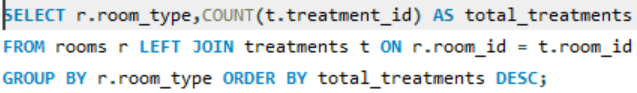 SELECT r.room_type,COUNT(t.treatment_id) AS total_treatments
FROM rooms r LEFT JOIN treatments t ON r.room_id = t.room_id
GROUP BY r.room_type ORDER BY total_treatments DESC;